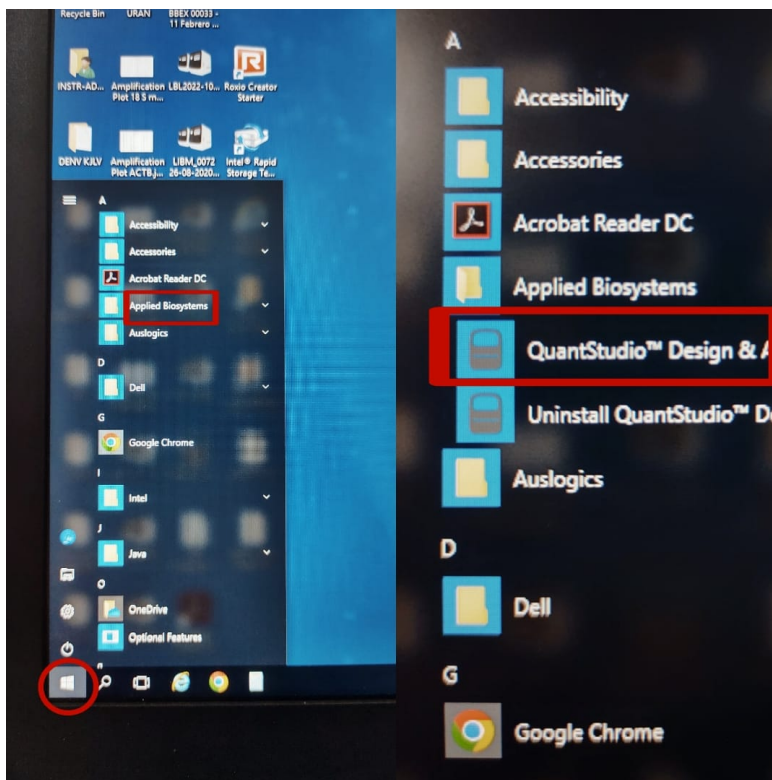 Recycle Bin
URAN
BBEX 00033 -
11 Febrero ...
INSTR-AD...
Amplification
Plot 18 S m...
LBL2022-10...
Roxio Creator
Starter
DENV KJLV
Amplification
Plot ACTB.j...
LIBM_0072
26-08-2020...
Intel® Rapid
Storage Te...
A
Accessibility
Accessories
Acrobat Reader DC
Applied Biosystems
Auslogics
D
Dell
G
Google Chrome
I
Intel
J
Java
O
OneDrive
Optional Features
A
Accessibility
Accessories
Acrobat Reader DC
Applied Biosystems
QuantStudio™ Design &
Uninstall QuantStudio™
Auslogics
D
Dell
G
Google Chrome